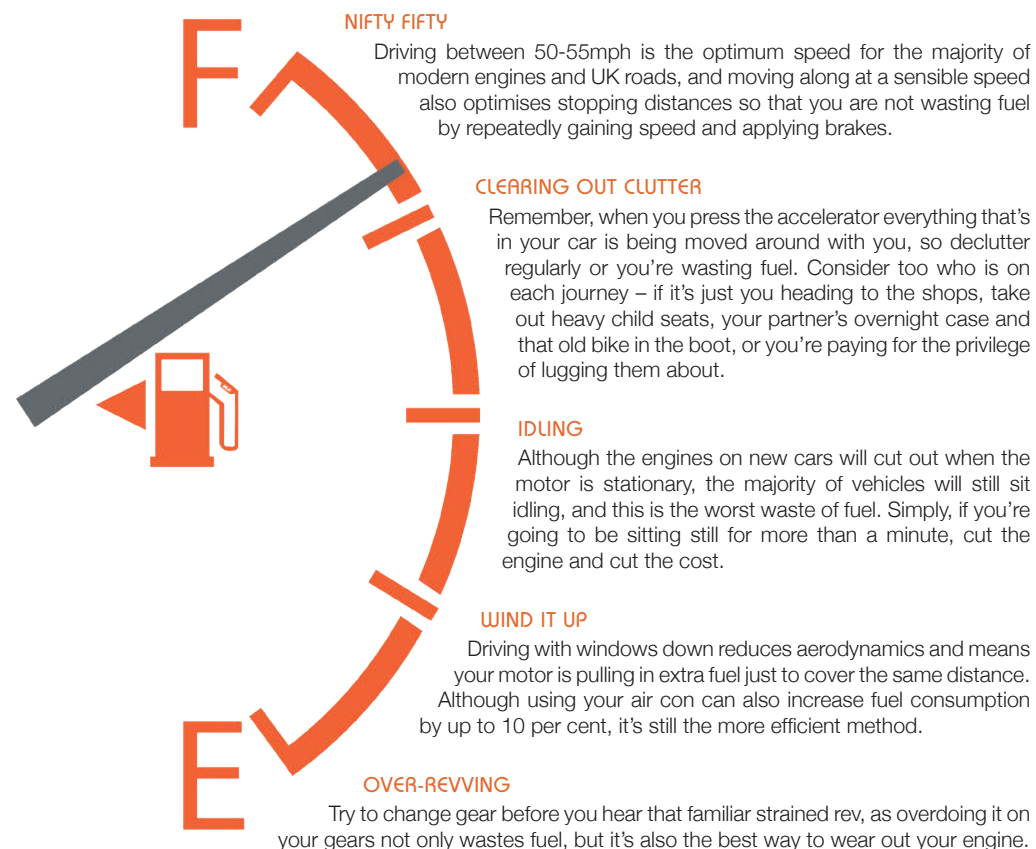 F
NIFTY FIFTY
Driving between 50-55mph is the optimum speed for the majority of
modern engines and UK roads, and moving along at a sensible speed
also optimises stopping distances so that you are not wasting fuel
by repeatedly gaining speed and applying brakes.
CLEARING OUT CLUTTER
Remember, when you press the accelerator everything that's
in your car is being moved around with you, so declutter
regularly or you're wasting fuel. Consider too who is on
each journey – if it's just you heading to the shops, take
out heavy child seats, your partner's overnight case and
that old bike in the boot, or you're paying for the privilege
of lugging them about.
IDLING
Although the engines on new cars will cut out when the
motor is stationary, the majority of vehicles will still sit
idling, and this is the worst waste of fuel. Simply, if you're
going to be sitting still for more than a minute, cut the
engine and cut the cost.
WIND IT UP
Driving with windows down reduces aerodynamics and means
your motor is pulling in extra fuel just to cover the same distance.
Although using your air con can also increase fuel consumption
by up to 10 per cent, it's still the more efficient method.
E
OVER-REVVING
Try to change gear before you hear that familiar strained rev, as overdoing it on
your gears not only wastes fuel, but it's also the best way to wear out your engine.